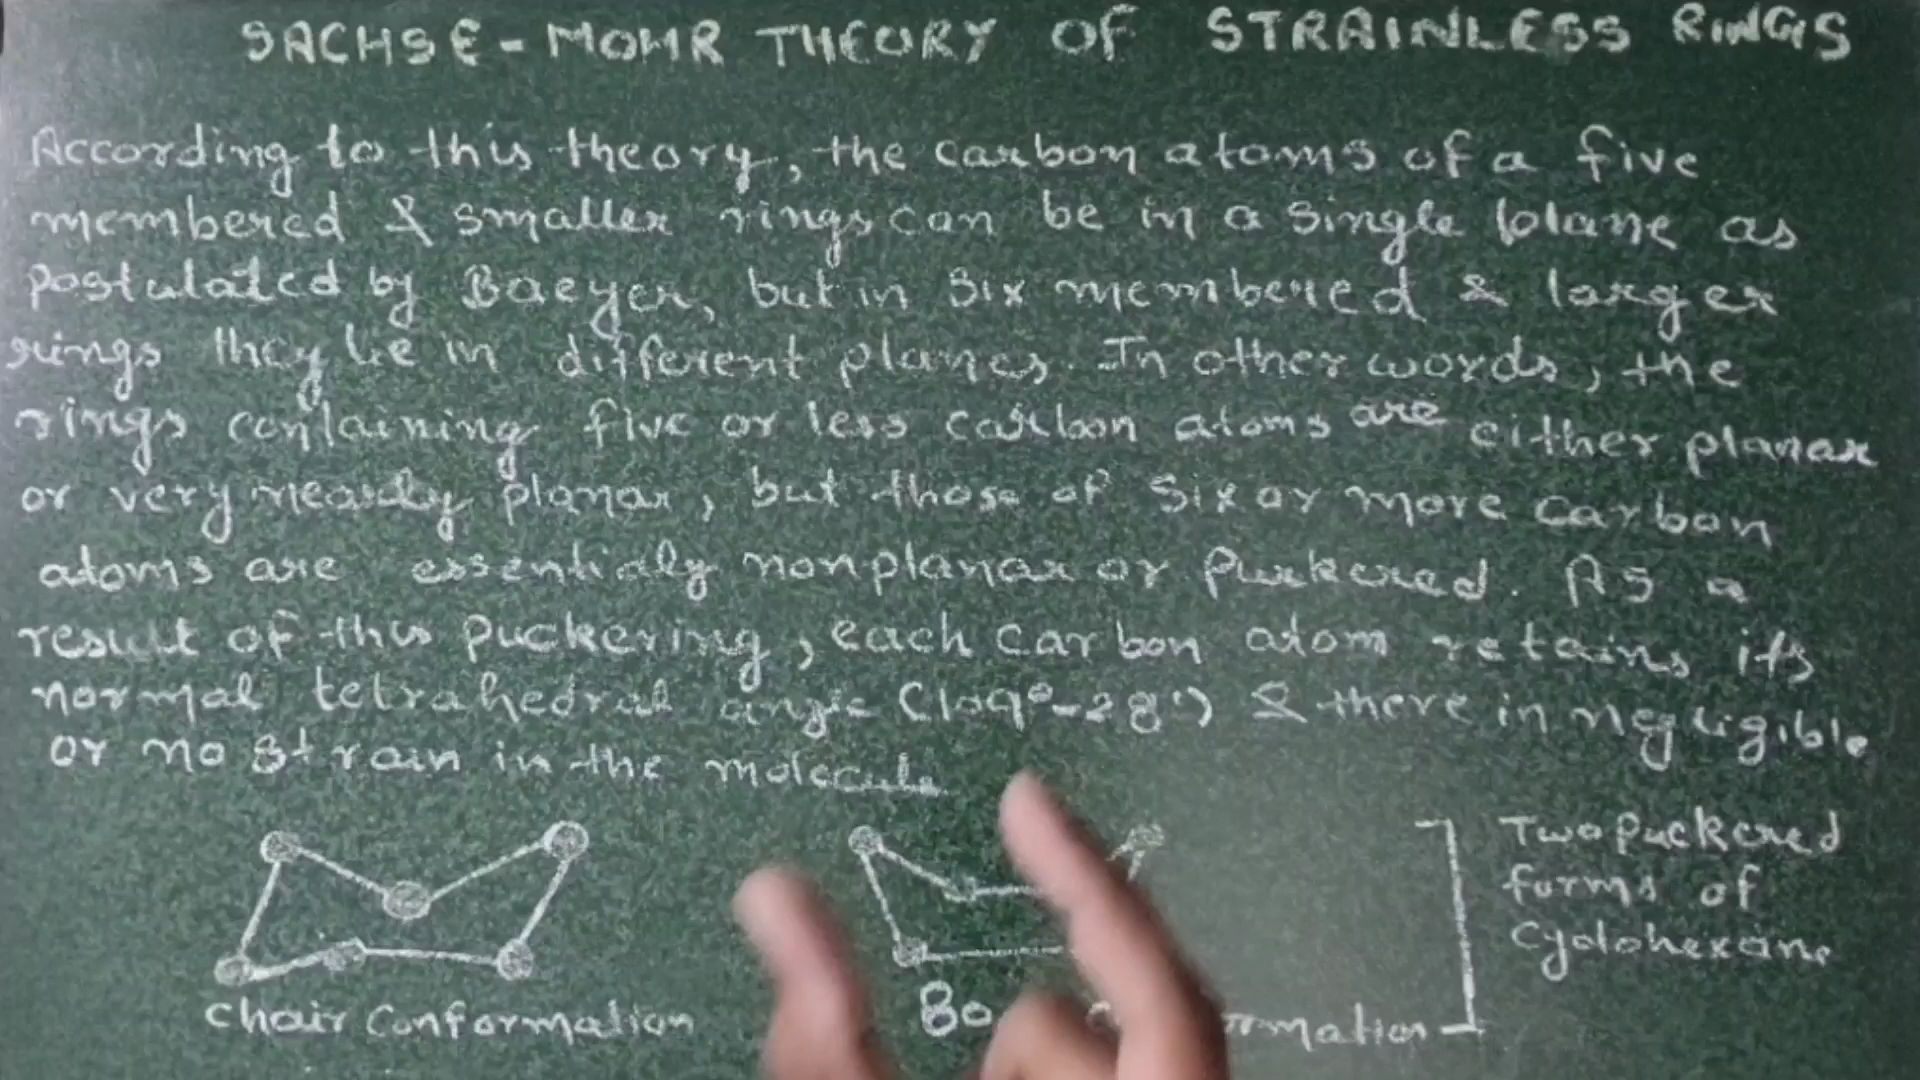 SACHSE-MOHR THEORY OF STRAINLESS RINGS
According to this theory, the carbon atoms of a five
membered & smaller rings can be in a single plane as
postulated by Baeyer, but in six membered & larger
rings they lie in different planes. In other words, the
rings containing five or less carbon atoms are either planar
or very nearly planar, but those of six or more carbon
atoms are essentialy nonplanar or Puckered. As a
result of this puckering, each carbon atom retains its
normal tetrahedral angle (109°-28') & there in negligible
or no strain in the molecule
Chair Conformation
Bo
rmation
Two Puckered
forms of
Cyclohexane